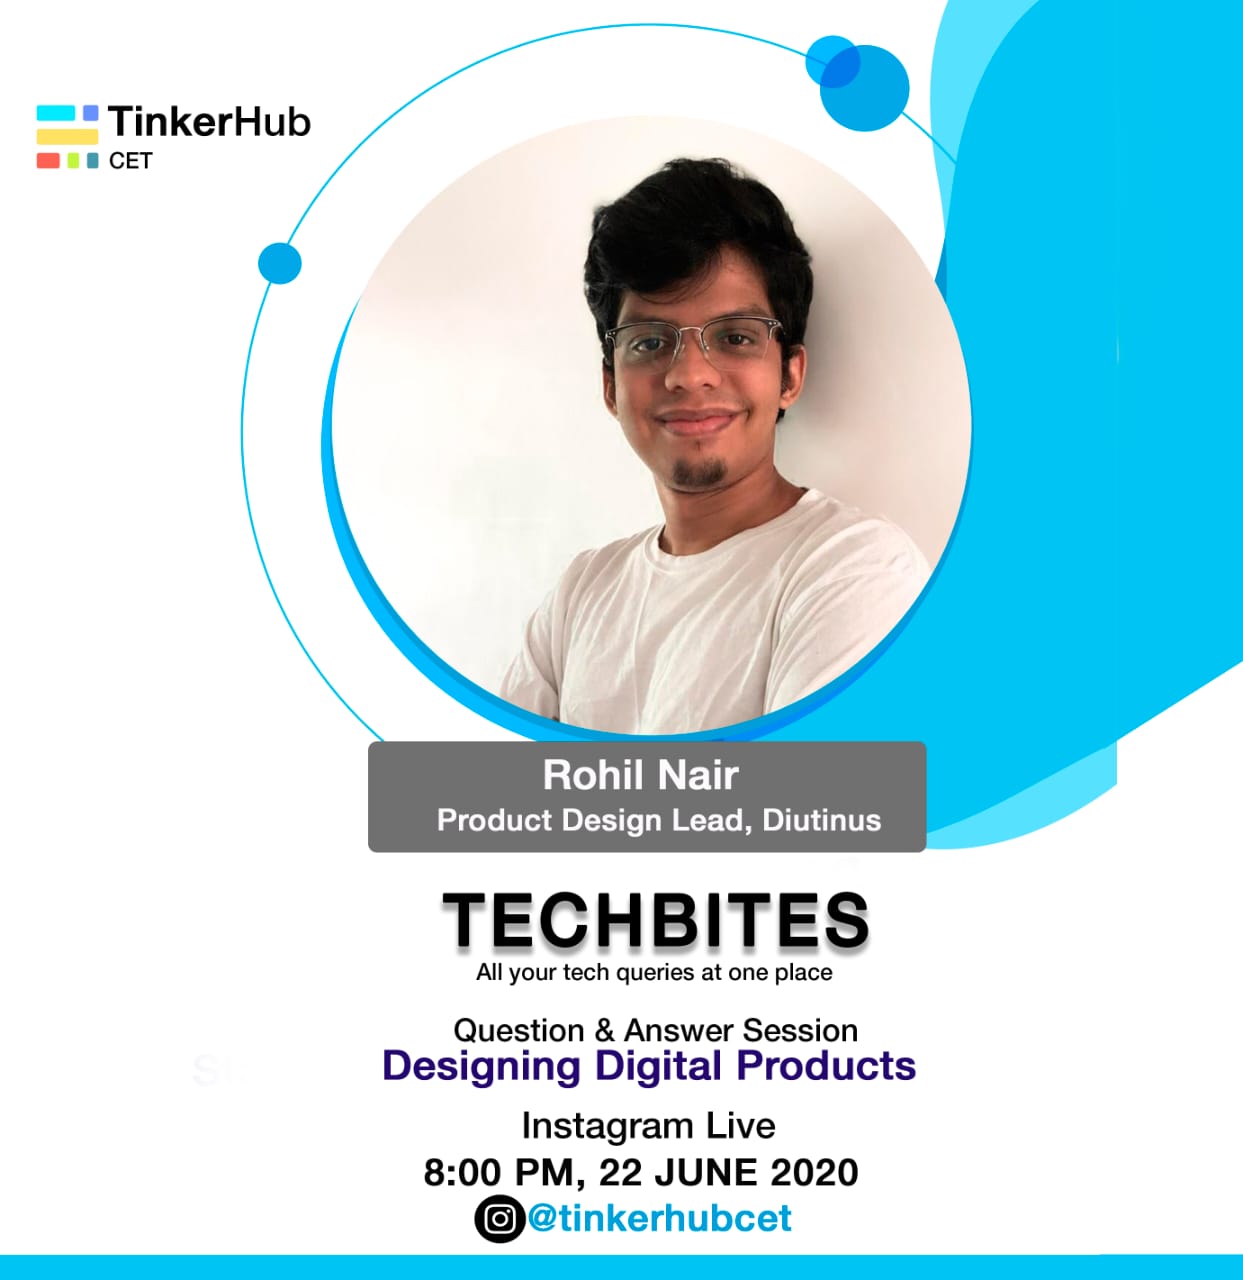 TinkerHub
CET
Rohil Nair
Product Design Lead, Diutinus
TECHBITES
All your tech queries at one place
Question & Answer Session
Designing Digital Products
Instagram Live
8:00 PM, 22 JUNE 2020
@tinkerhubcet